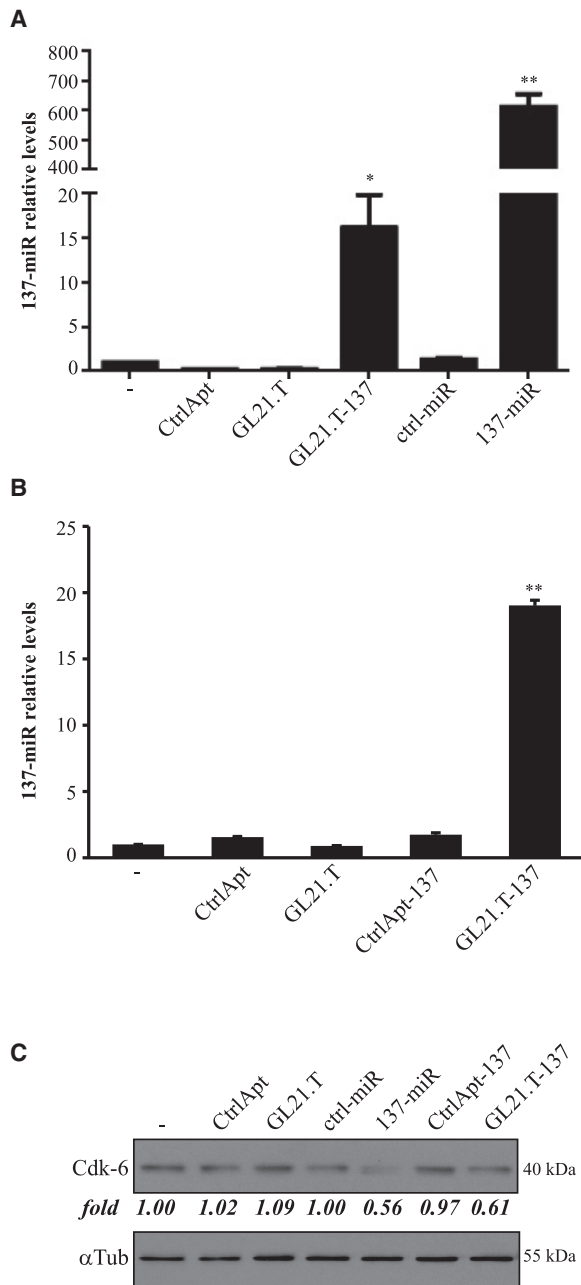 A
137-miR relative levels
800
700
600
500
400
20
15
10
5
0
*
**
-
CtrlApt
GL21.T
GL21.T-137
ctrl-miR
137-miR
B
137-miR relative levels
25
20
15
10
5
0
**
-
CtrlApt
GL21.T
CtrlApt-137
GL21.T-137
C
-
CtrlApt
GL21.T
ctrl-miR
137-miR
CtrlApt-137
GL21.T-137
Cdk-6
40 kDa
fold 1.00 1.02 1.09 1.00 0.56 0.97 0.61
αTub
55 kDa